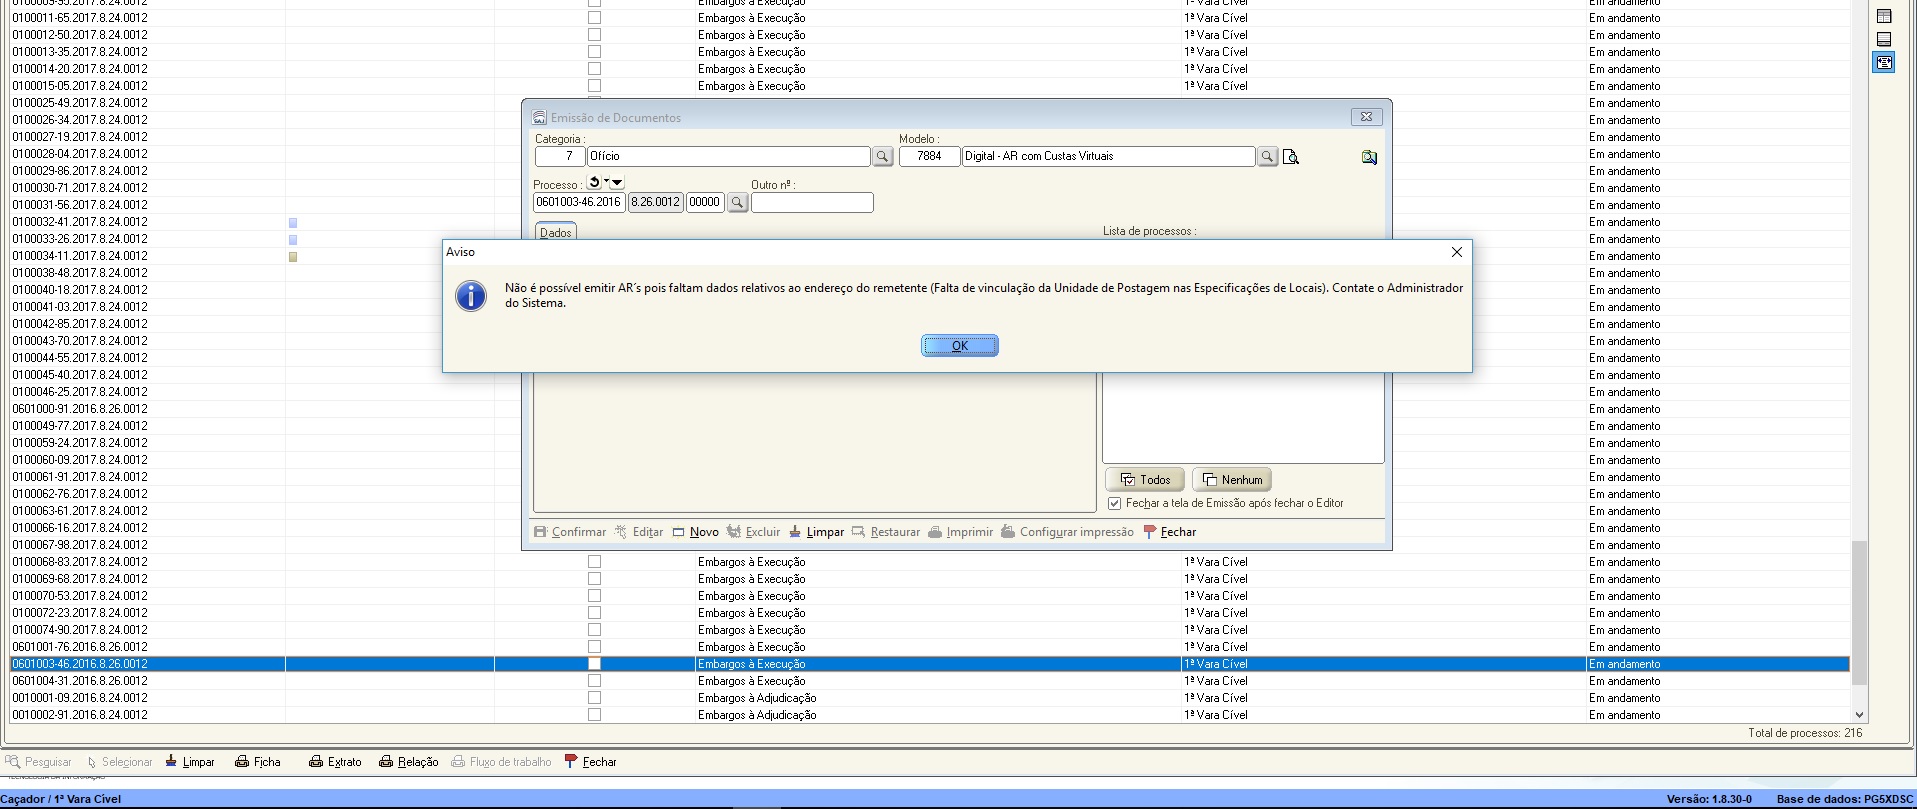 0100009-95.2017.8.24.0012 Embargos à Execução 1ª Vara Cível Em andamento
0100011-65.2017.8.24.0012 Embargos à Execução 1ª Vara Cível Em andamento
0100012-50.2017.8.24.0012 Embargos à Execução 1ª Vara Cível Em andamento
0100013-35.2017.8.24.0012 Embargos à Execução 1ª Vara Cível Em andamento
0100014-20.2017.8.24.0012 Embargos à Execução 1ª Vara Cível Em andamento
0100015-05.2017.8.24.0012 Embargos à Execução 1ª Vara Cível Em andamento
0100025-49.2017.8.24.0012 Em andamento
0100026-34.2017.8.24.0012 Em andamento
0100027-19.2017.8.24.0012 Em andamento
0100028-04.2017.8.24.0012 Em andamento
0100029-86.2017.8.24.0012 Em andamento
0100030-71.2017.8.24.0012 Em andamento
0100031-56.2017.8.24.0012 Em andamento
0100032-41.2017.8.24.0012 Em andamento
0100033-26.2017.8.24.0012 Em andamento
0100034-11.2017.8.24.0012 Em andamento
0100038-48.2017.8.24.0012 Em andamento
0100040-18.2017.8.24.0012 Em andamento
0100041-03.2017.8.24.0012 Em andamento
0100042-85.2017.8.24.0012 Em andamento
0100043-70.2017.8.24.0012 Em andamento
0100044-55.2017.8.24.0012 Em andamento
0100045-40.2017.8.24.0012 Em andamento
0100046-25.2017.8.24.0012 Em andamento
0601000-91.2016.8.26.0012 Em andamento
0100049-77.2017.8.24.0012 Em andamento
0100059-24.2017.8.24.0012 Em andamento
0100060-09.2017.8.24.0012 Em andamento
0100061-91.2017.8.24.0012 Em andamento
0100062-76.2017.8.24.0012 Em andamento
0100063-61.2017.8.24.0012 Em andamento
0100066-16.2017.8.24.0012 Em andamento
0100067-98.2017.8.24.0012 Em andamento
0100068-83.2017.8.24.0012 Embargos à Execução 1ª Vara Cível Em andamento
0100069-68.2017.8.24.0012 Embargos à Execução 1ª Vara Cível Em andamento
0100070-53.2017.8.24.0012 Embargos à Execução 1ª Vara Cível Em andamento
0100072-23.2017.8.24.0012 Embargos à Execução 1ª Vara Cível Em andamento
0100074-90.2017.8.24.0012 Embargos à Execução 1ª Vara Cível Em andamento
0601001-76.2016.8.26.0012 Embargos à Execução 1ª Vara Cível Em andamento
0601003-46.2016.8.26.0012 Embargos à Execução 1ª Vara Cível Em andamento
0601004-31.2016.8.26.0012 Embargos à Execução 1ª Vara Cível Em andamento
0010001-09.2016.8.24.0012 Embargos à Adjudicação 1ª Vara Cível Em andamento
0010002-91.2016.8.24.0012 Embargos à Adjudicação 1ª Vara Cível Em andamento
Emissão de Documentos
Categoria : Modelo :
7 Ofício 7884 Digital - AR com Custas Virtuais
Processo : Outro nº :
0601003-46.2016 8.26.0012 00000
Dados Lista de processos :
Aviso
Não é possível emitir AR´s pois faltam dados relativos ao endereço do remetente (Falta de vinculação da Unidade de Postagem nas Especificações de Locais). Contate o Administrador
do Sistema.
OK
Todos Nenhum
Fechar a tela de Emissão após fechar o Editor
Confirmar Editar Novo Excluir Limpar Restaurar Imprimir Configurar impressão Fechar
Total de processos: 216
Pesquisar Selecionar Limpar Ficha Extrato Relação Fluxo de trabalho Fechar
TECNOLOGIA DA INFORMAÇÃO
Caçador / 1ª Vara Cível Versão: 1.8.30-0 Base de dados: PG5XDSC